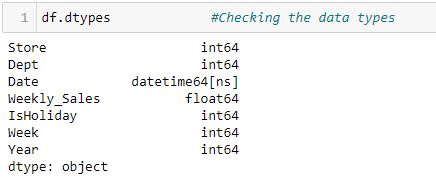 1 df.dtypes #Checking the data types
Store int64
Dept int64
Date datetime64[ns]
Weekly_Sales float64
IsHoliday int64
Week int64
Year int64
dtype: object